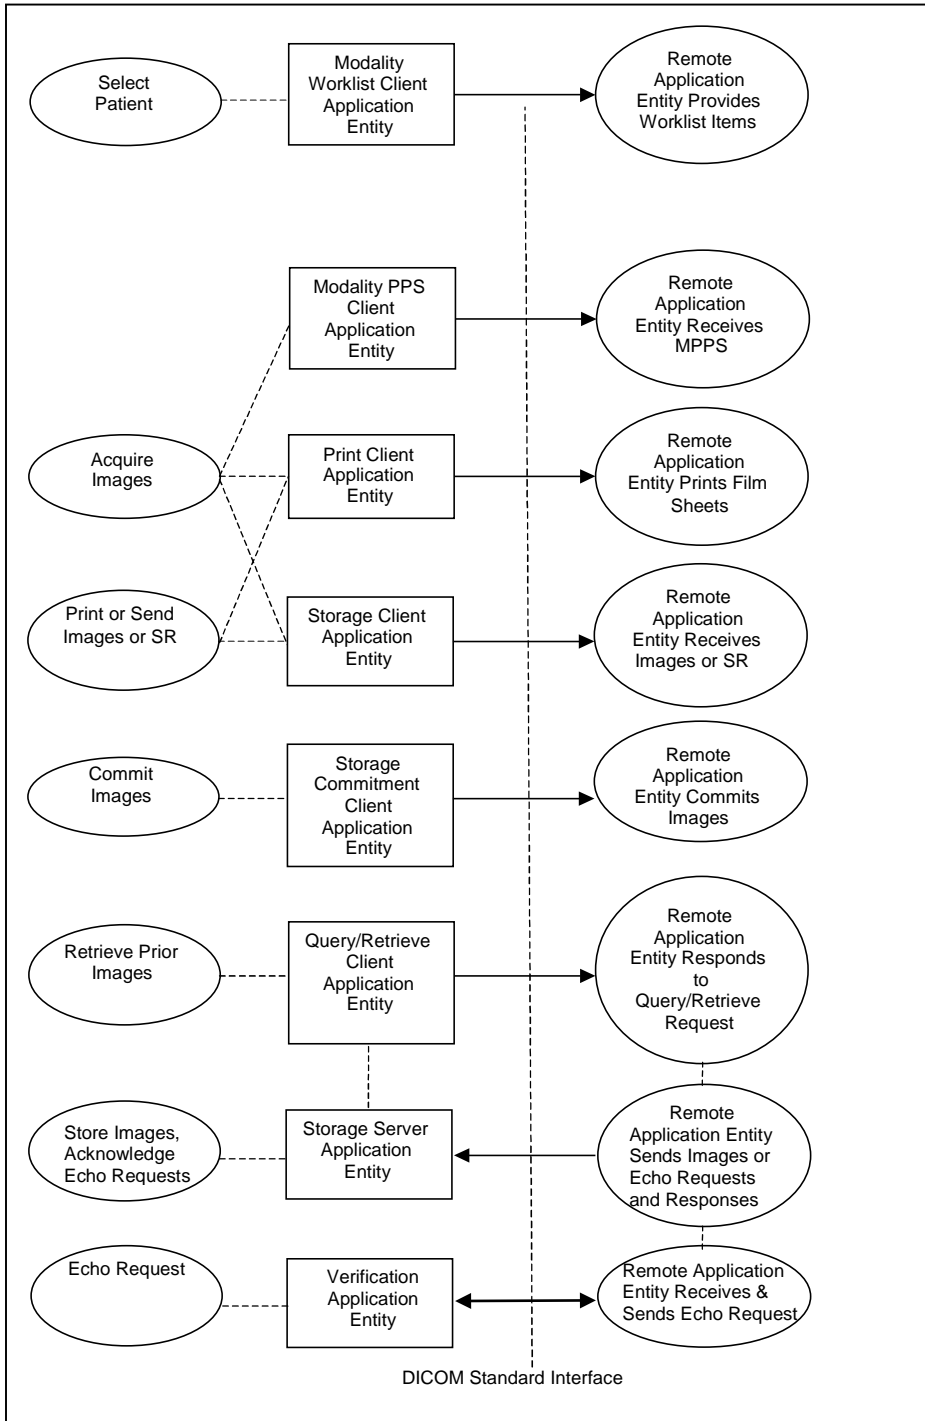 Select
Patient
Modality
Worklist Client
Application
Entity
Remote
Application
Entity Provides
Worklist Items
Modality PPS
Client
Application
Entity
Remote
Application
Entity Receives
MPPS
Acquire
Images
Print Client
Application
Entity
Remote
Application
Entity Prints Film
Sheets
Print or Send
Images or SR
Storage Client
Application
Entity
Remote
Application
Entity Receives
Images or SR
Commit
Images
Storage
Commitment
Client
Application
Entity
Remote
Application
Entity Commits
Images
Retrieve Prior
Images
Query/Retrieve
Client
Application
Entity
Remote
Application
Entity Responds
to
Query/Retrieve
Request
Store Images,
Acknowledge
Echo Requests
Storage Server
Application
Entity
Remote
Application Entity
Sends Images or
Echo Requests
and Responses
Echo Request
Verification
Application
Entity
Remote Application
Entity Receives &
Sends Echo Request
DICOM Standard Interface